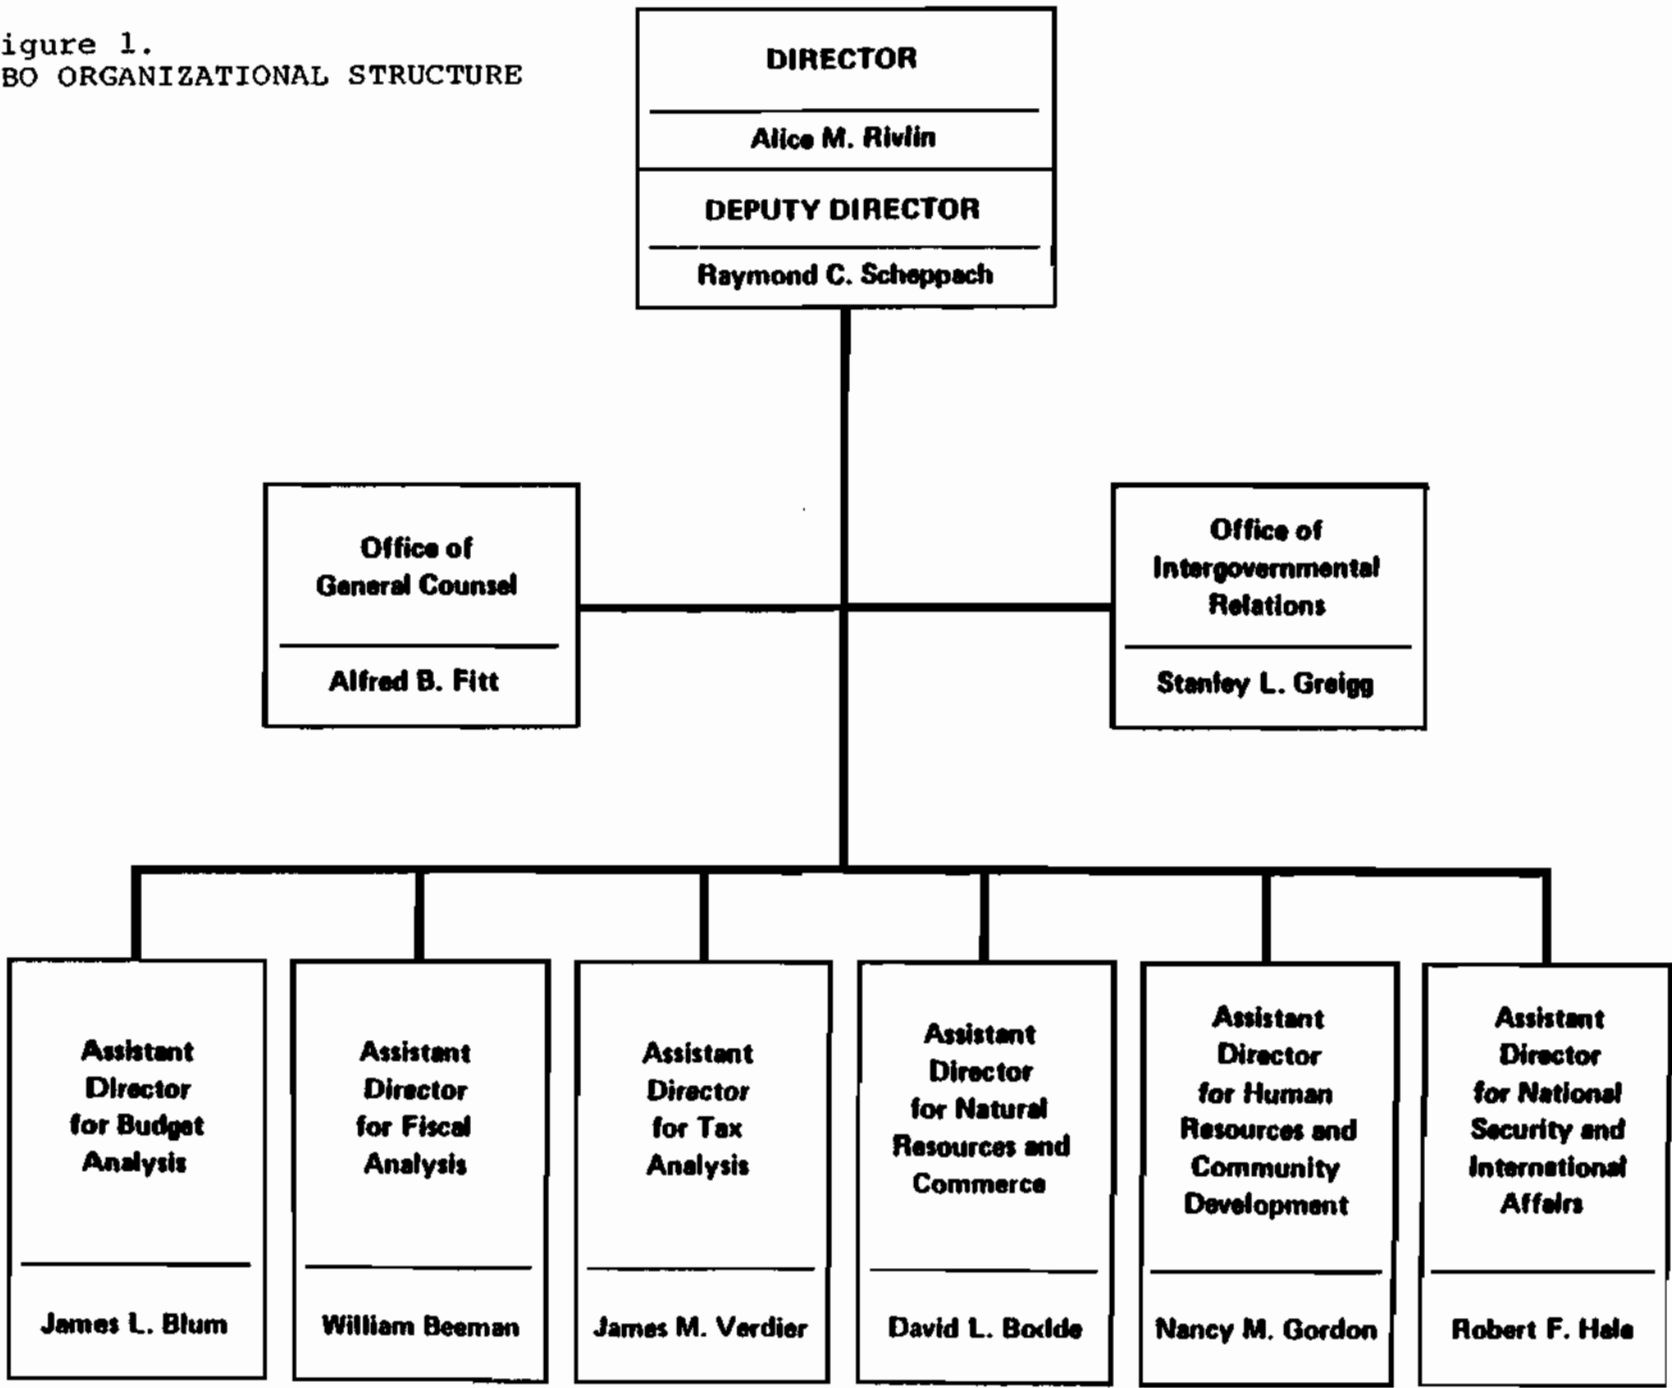 igure 1.
BO ORGANIZATIONAL STRUCTURE
DIRECTOR
Alice M. Rivlin
DEPUTY DIRECTOR
Raymond C. Scheppach
Office of
General Counsel
Alfred B. Fitt
Office of
Intergovernmental
Relations
Stanley L. Greigg
Assistant
Director
for Budget
Analysis
James L. Blum
Assistant
Director
for Fiscal
Analysis
William Beeman
Assistant
Director
for Tax
Analysis
James M. Verdier
Assistant
Director
for Natural
Resources and
Commerce
David L. Bodde
Assistant
Director
for Human
Resources and
Community
Development
Nancy M. Gordon
Assistant
Director
for National
Security and
International
Affairs
Robert F. Hale